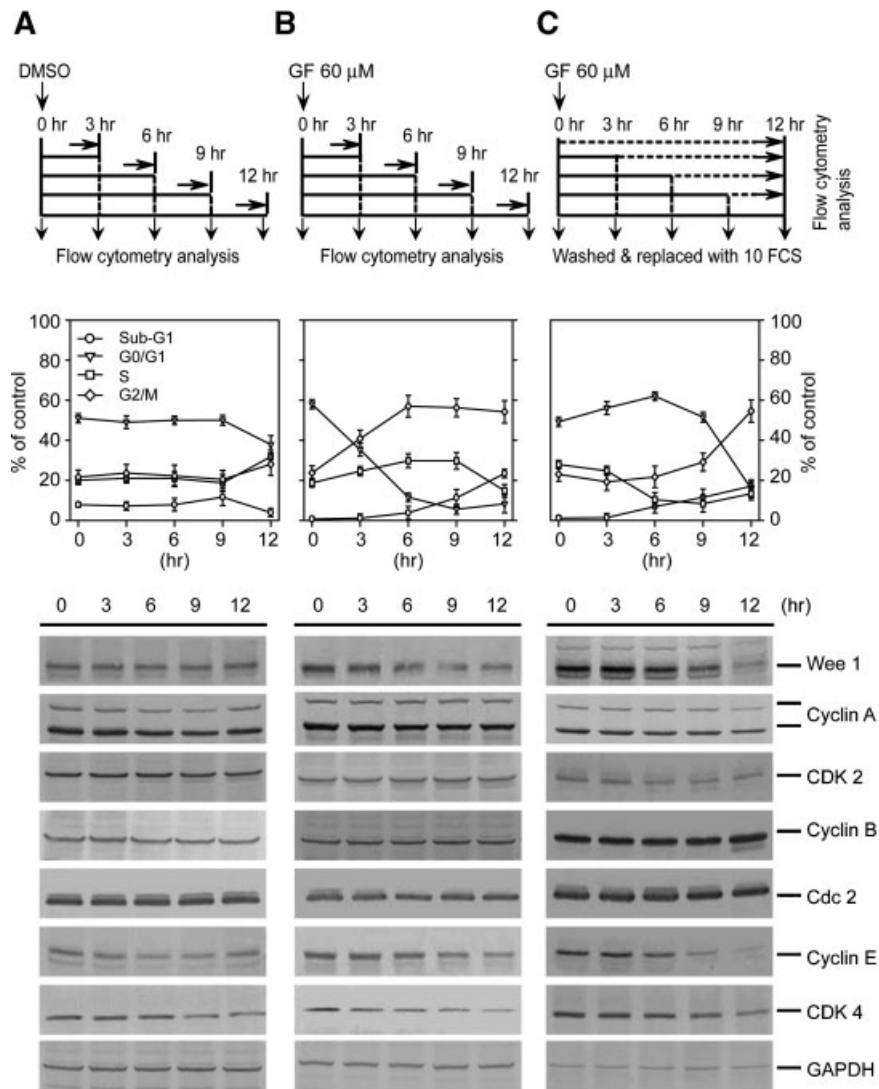 A B C
DMSO GF 60 μM GF 60 μM
0 hr 3 hr 6 hr 9 hr 12 hr
0 hr 3 hr 6 hr 9 hr 12 hr
0 hr 3 hr 6 hr 9 hr 12 hr
Flow cytometry analysis
Flow cytometry analysis
Flow cytometry
analysis
Washed & replaced with 10 FCS
% of control
100
80
60
40
20
0
Sub-G1
G0/G1
S
G2/M
100
80
60
40
20
0
% of control
0 3 6 9 12
(hr)
0 3 6 9 12
(hr)
0 3 6 9 12
(hr)
0 3 6 9 12 0 3 6 9 12 0 3 6 9 12 (hr)
Wee 1
Cyclin A
CDK 2
Cyclin B
Cdc 2
Cyclin E
CDK 4
GAPDH